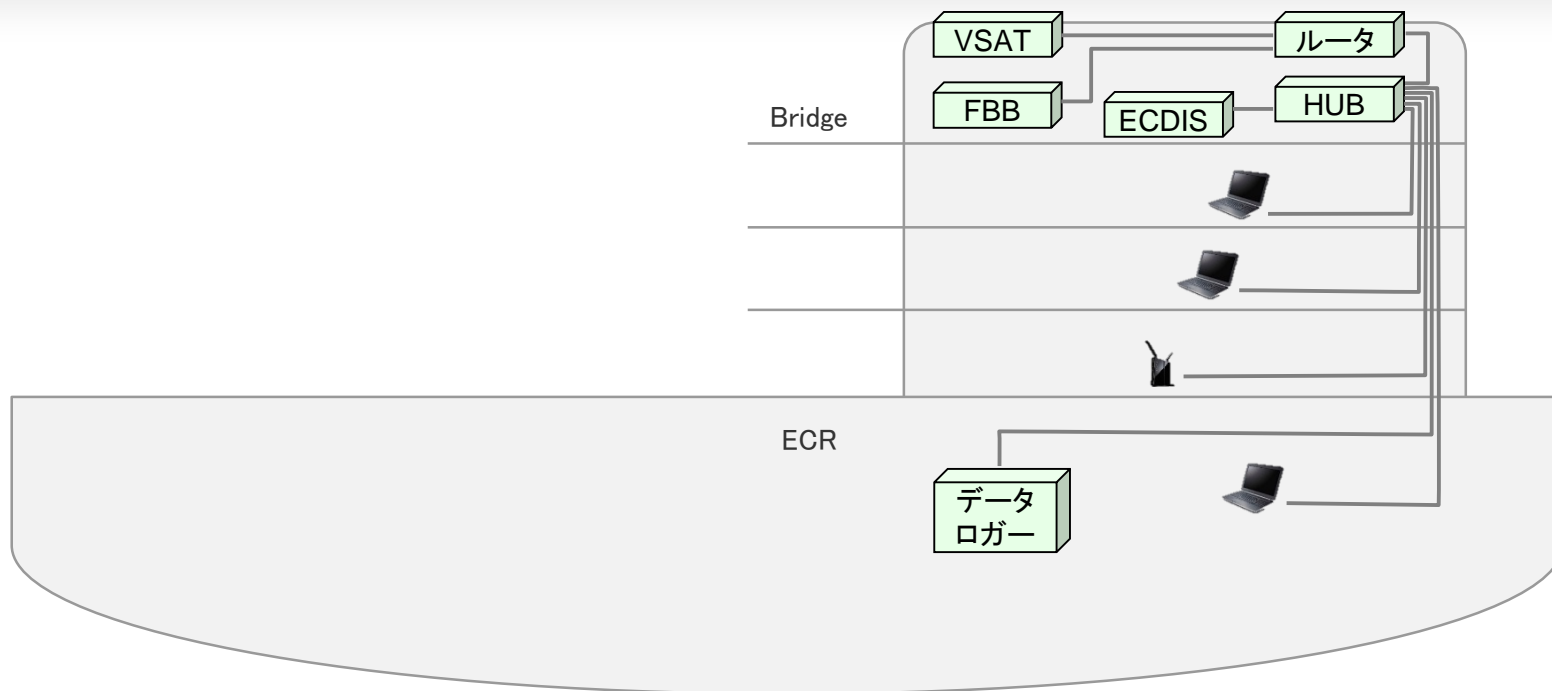 VSAT
ルータ
Bridge
FBB
ECDIS
HUB
ECR
データ
ロガー